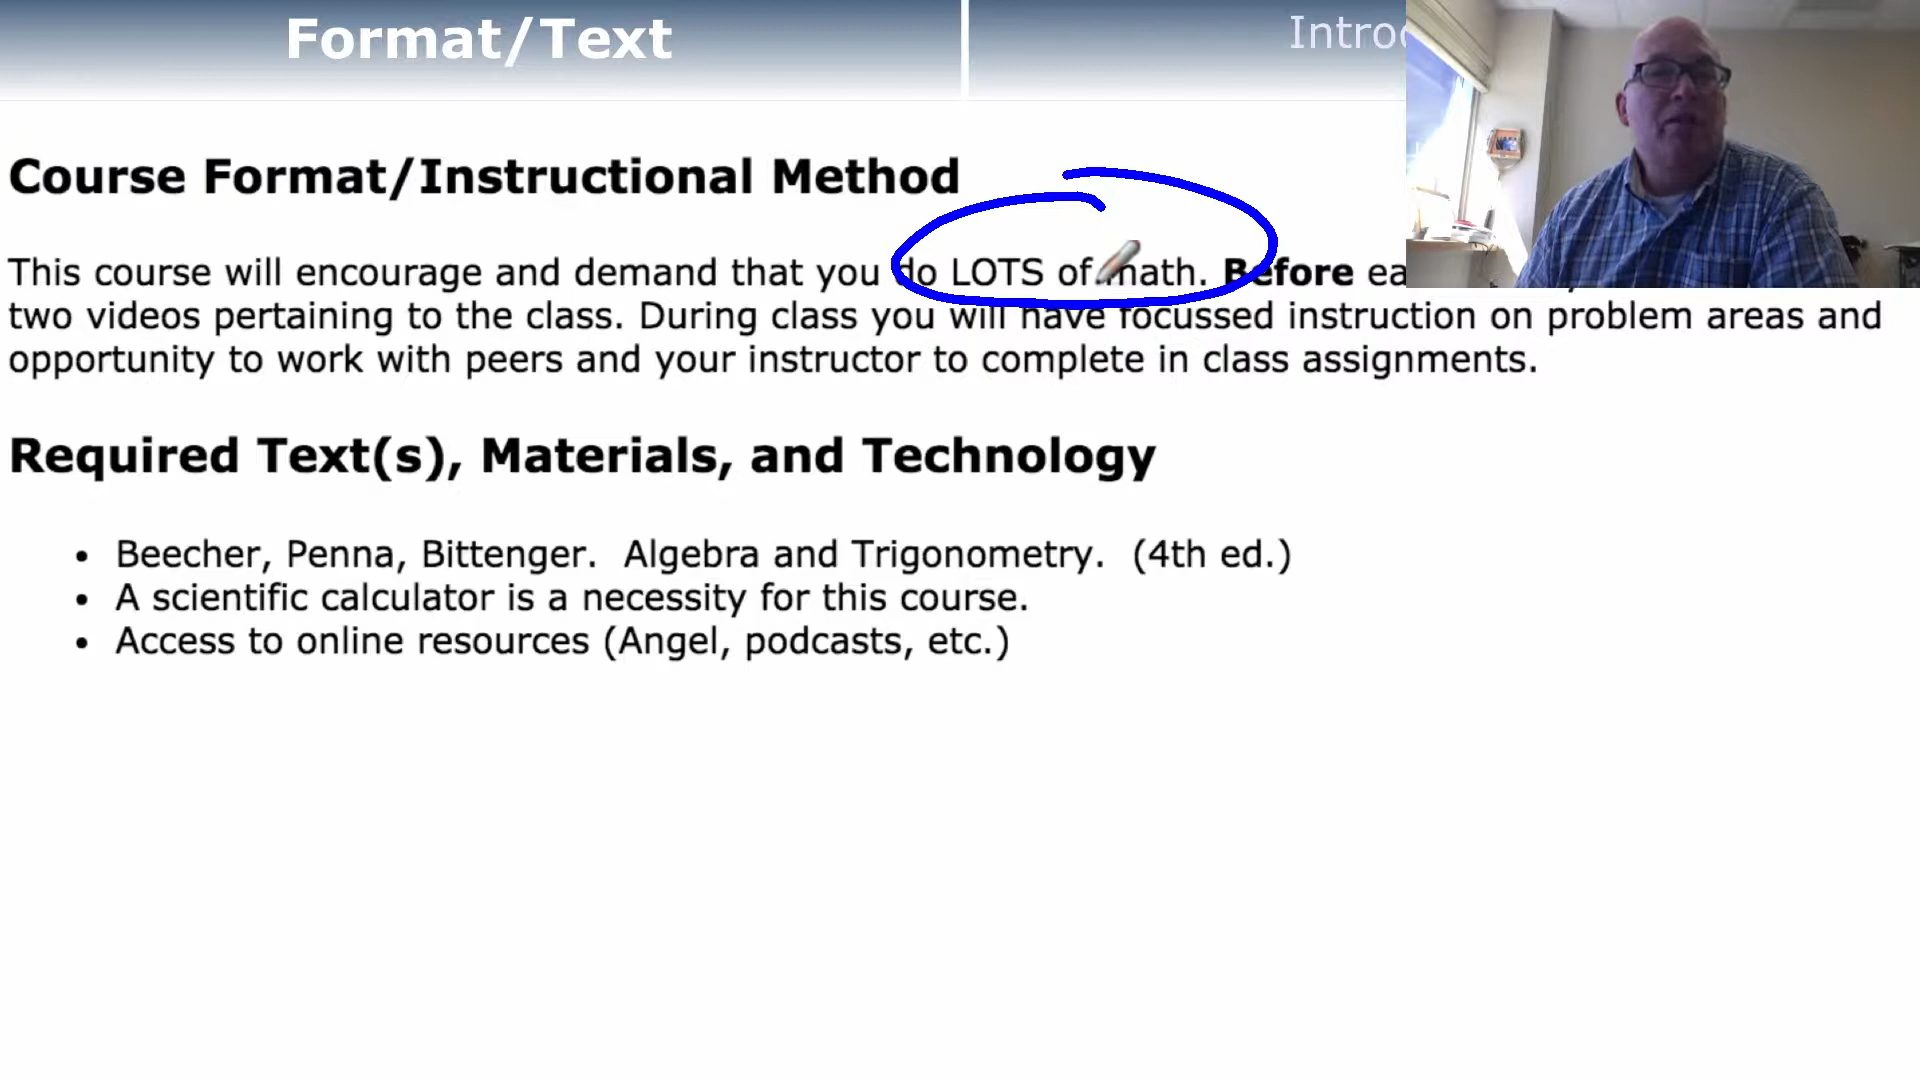 Format/Text
Course Format/Instructional Method
This course will encourage and demand that you do LOTS of math. Before
two videos pertaining to the class. During class you will have focussed instruction on problem areas and
opportunity to work with peers and your instructor to complete in class assignments.
Required Text(s), Materials, and Technology
• Beecher, Penna, Bittenger. Algebra and Trigonometry. (4th ed.)
• A scientific calculator is a necessity for this course.
• Access to online resources (Angel, podcasts, etc.)